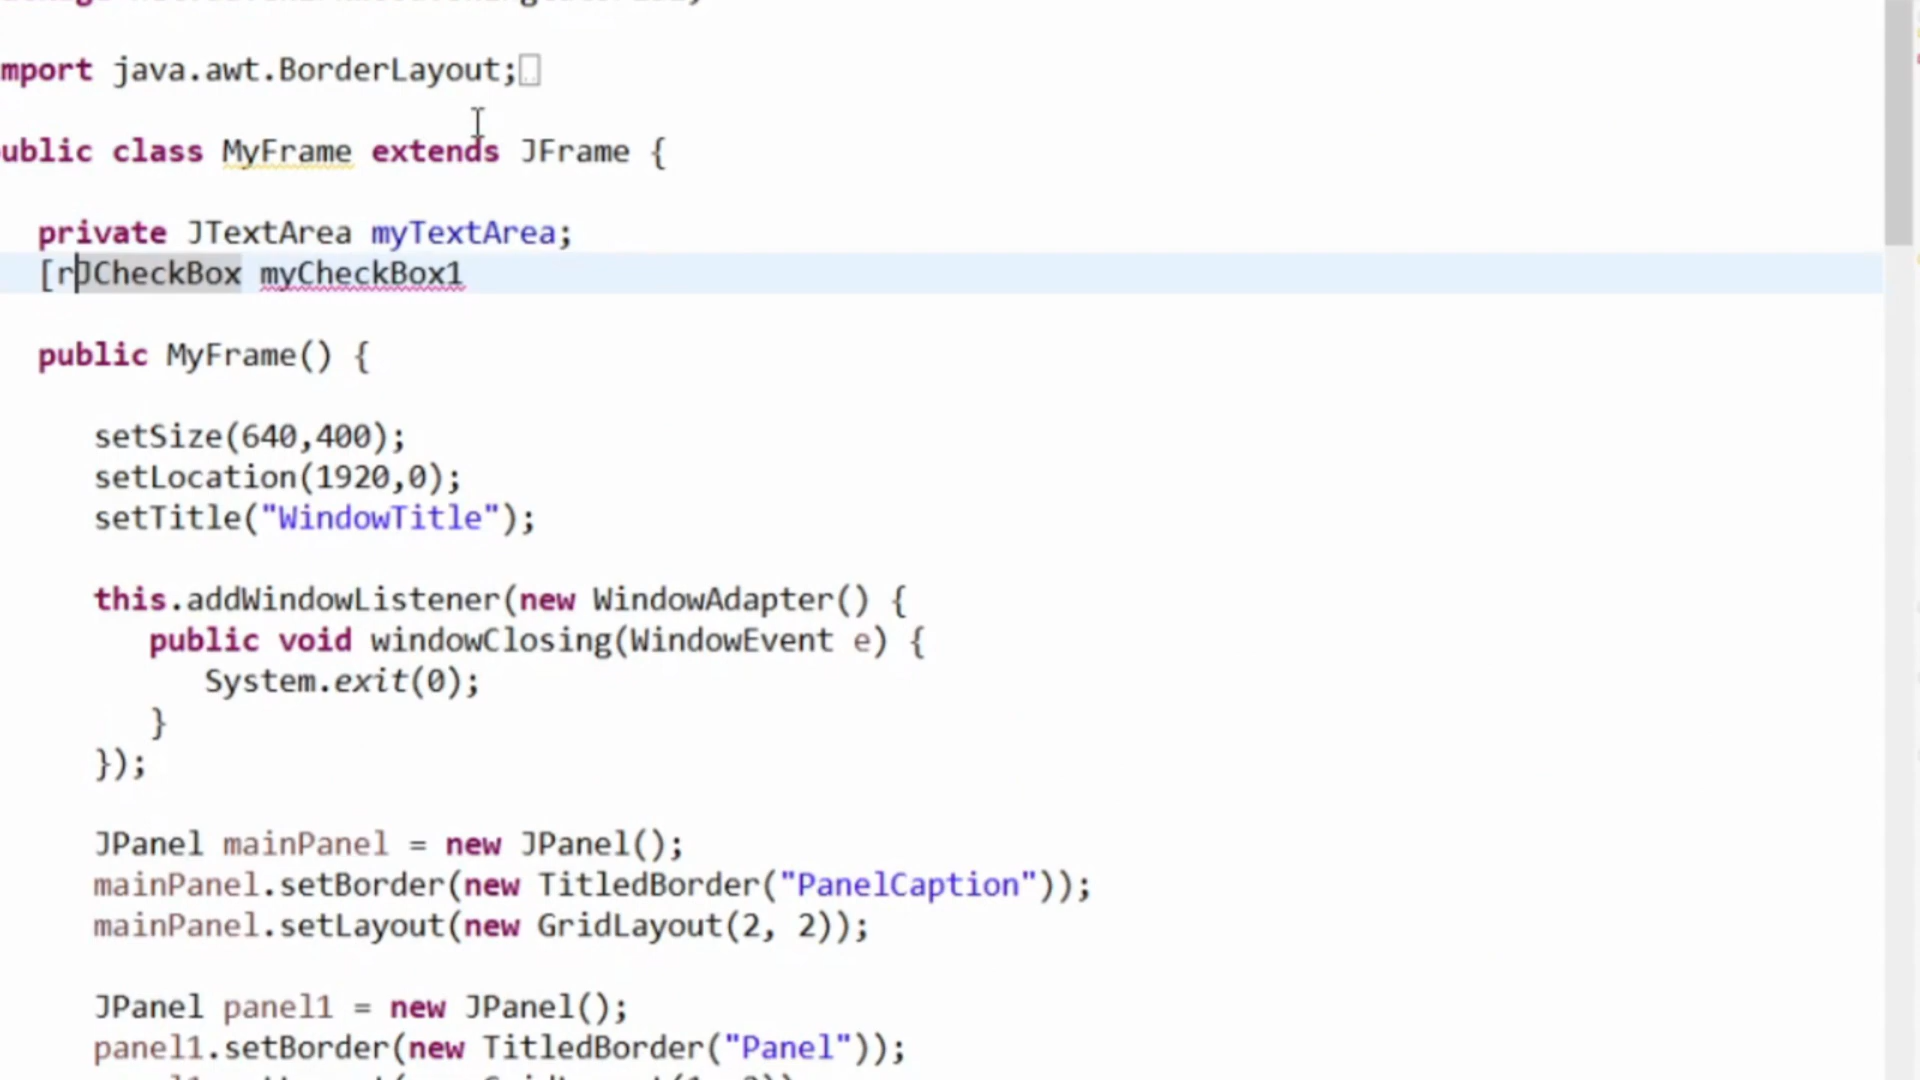 mport java.awt.BorderLayout;
ublic class MyFrame extends JFrame {
private JTextArea myTextArea;
[rJCheckBox myCheckBox1
public MyFrame() {
setSize(640,400);
setLocation(1920,0);
setTitle("WindowTitle");
this.addWindowListener(new WindowAdapter() {
public void windowClosing(WindowEvent e) {
System.exit(0);
}
});
JPanel mainPanel = new JPanel();
mainPanel.setBorder(new TitledBorder("PanelCaption"));
mainPanel.setLayout(new GridLayout(2, 2));
JPanel panel1 = new JPanel();
panel1.setBorder(new TitledBorder("Panel"));